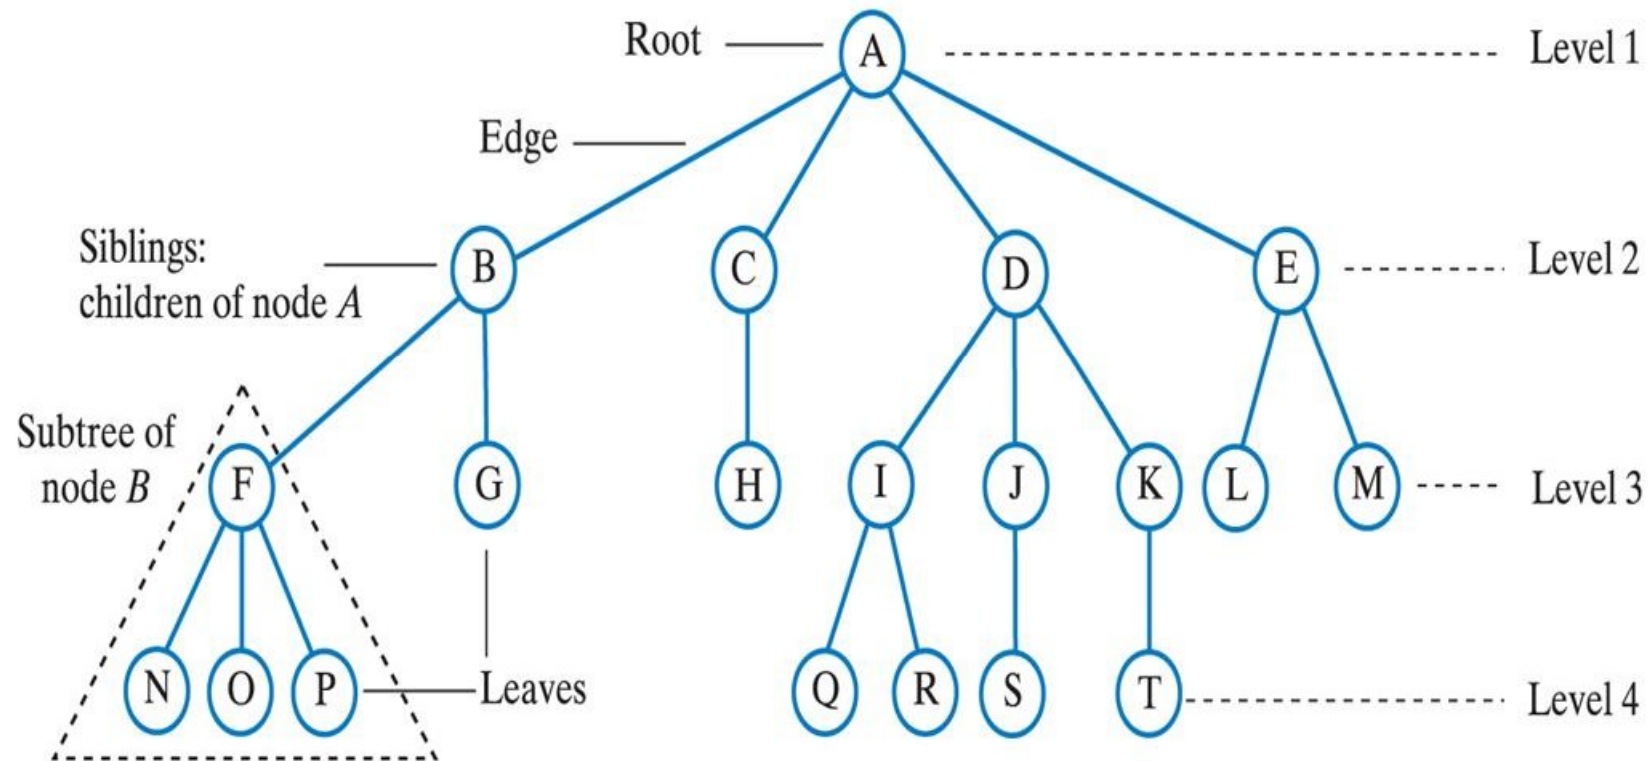 Root
A
Level 1
Edge
Siblings:
children of node A
B
C
D
E
Level 2
Subtree of
node B
F
G
H
I
J
K
L
M
Level 3
N
O
P
Leaves
Q
R
S
T
Level 4